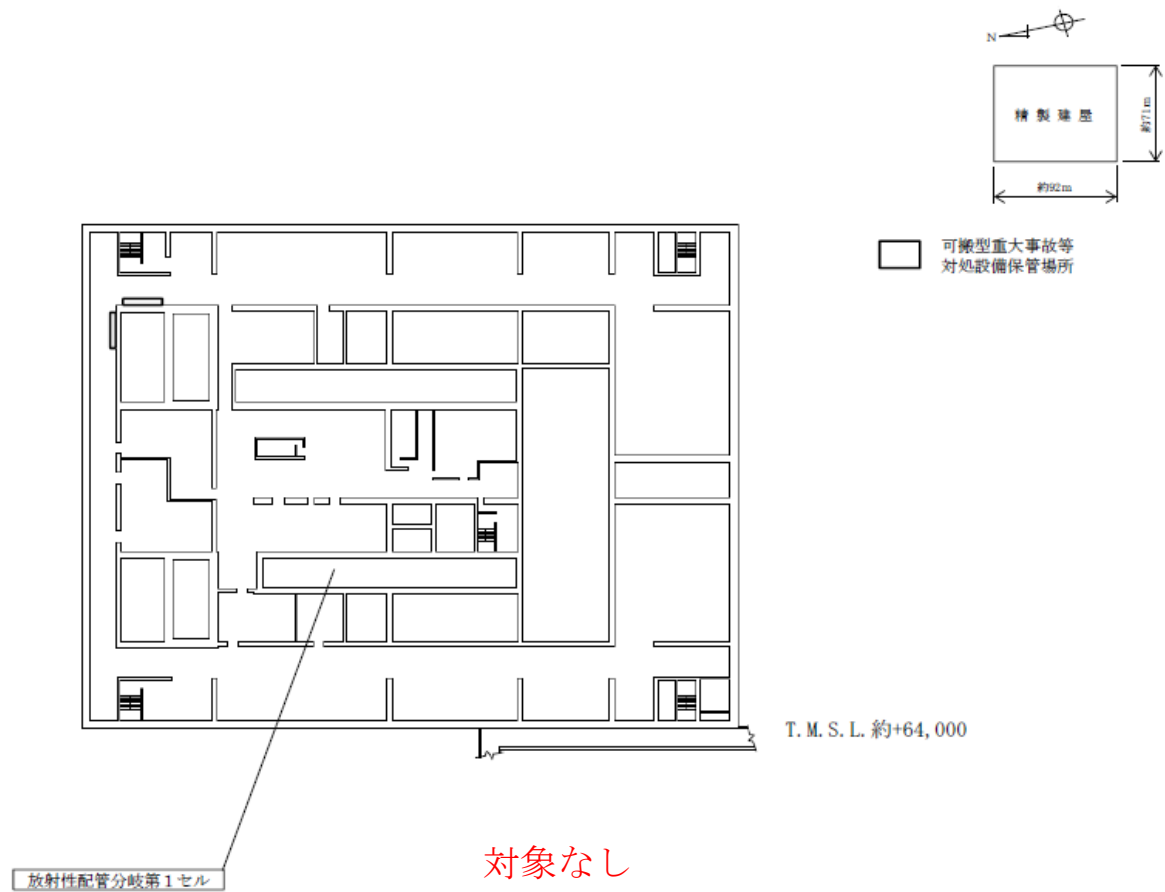 N
精製建屋
約71m
約92m
可搬型重大事故等
対処設備保管場所
T.M.S.L.約+64,000
対象なし
放射性配管分岐第1セル